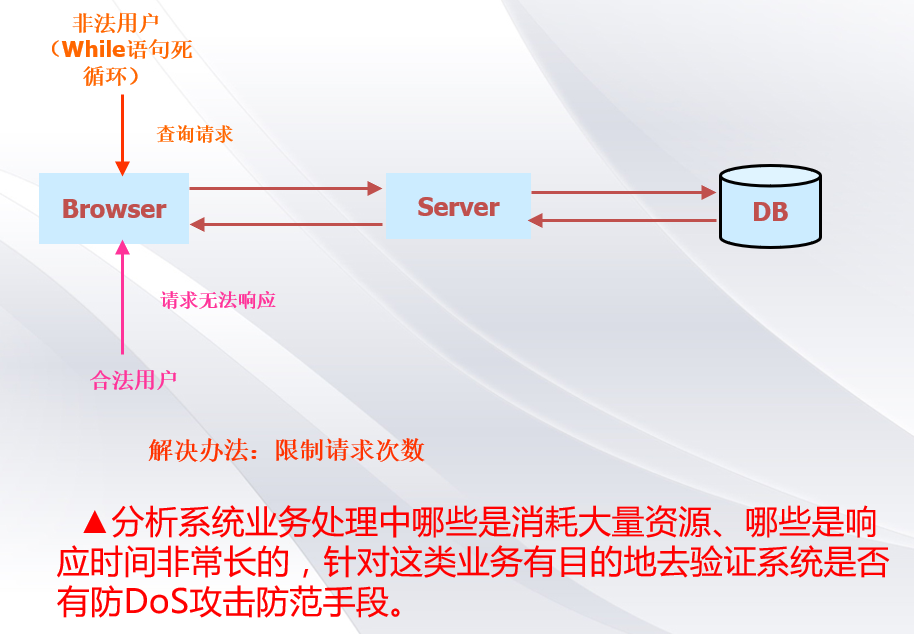 非法用户
（While语句死
循环）
查询请求
Browser
Server
DB
请求无法响应
合法用户
解决办法：限制请求次数
▲分析系统业务处理中哪些是消耗大量资源、哪些是响
应时间非常长的，针对这类业务有目的地去验证系统是否
有防DoS攻击防范手段。